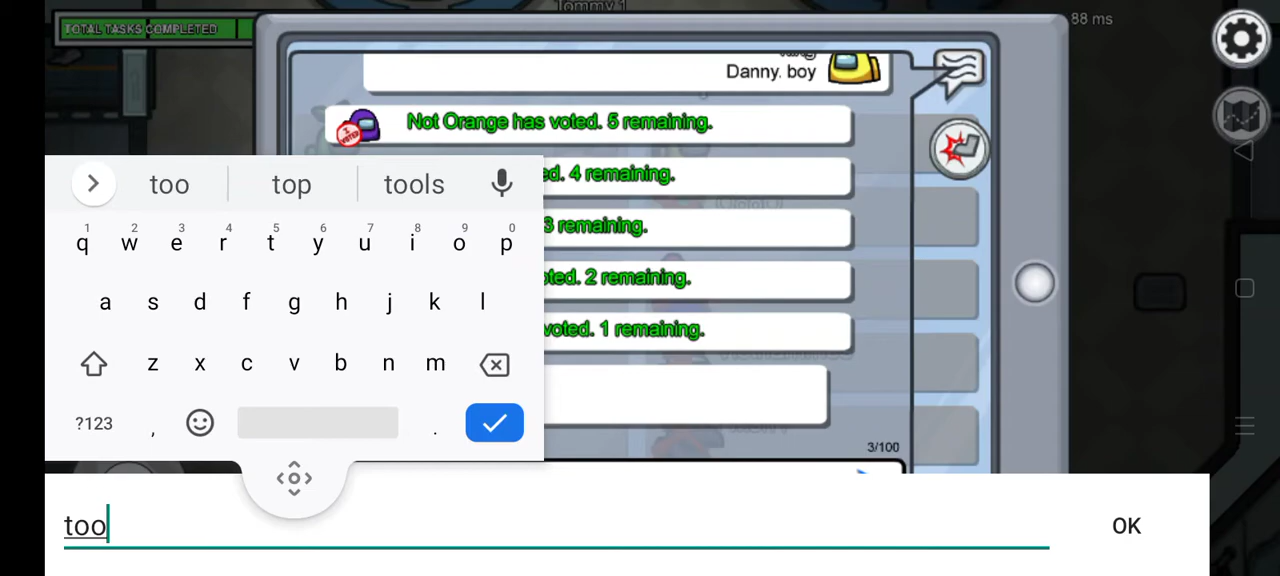 Tommy 1
88 ms
TOTAL TASKS COMPLETED
Danny. boy
Not Orange has voted. 5 remaining.
ed. 4 remaining.
3 remaining.
oted. 2 remaining.
voted. 1 remaining.
3/100
too top tools
1 2 3 4 5 6 7 8 9 0
q w e r t y u i o p
a s d f g h j k l
z x c v b n m
?123 , .
too
OK